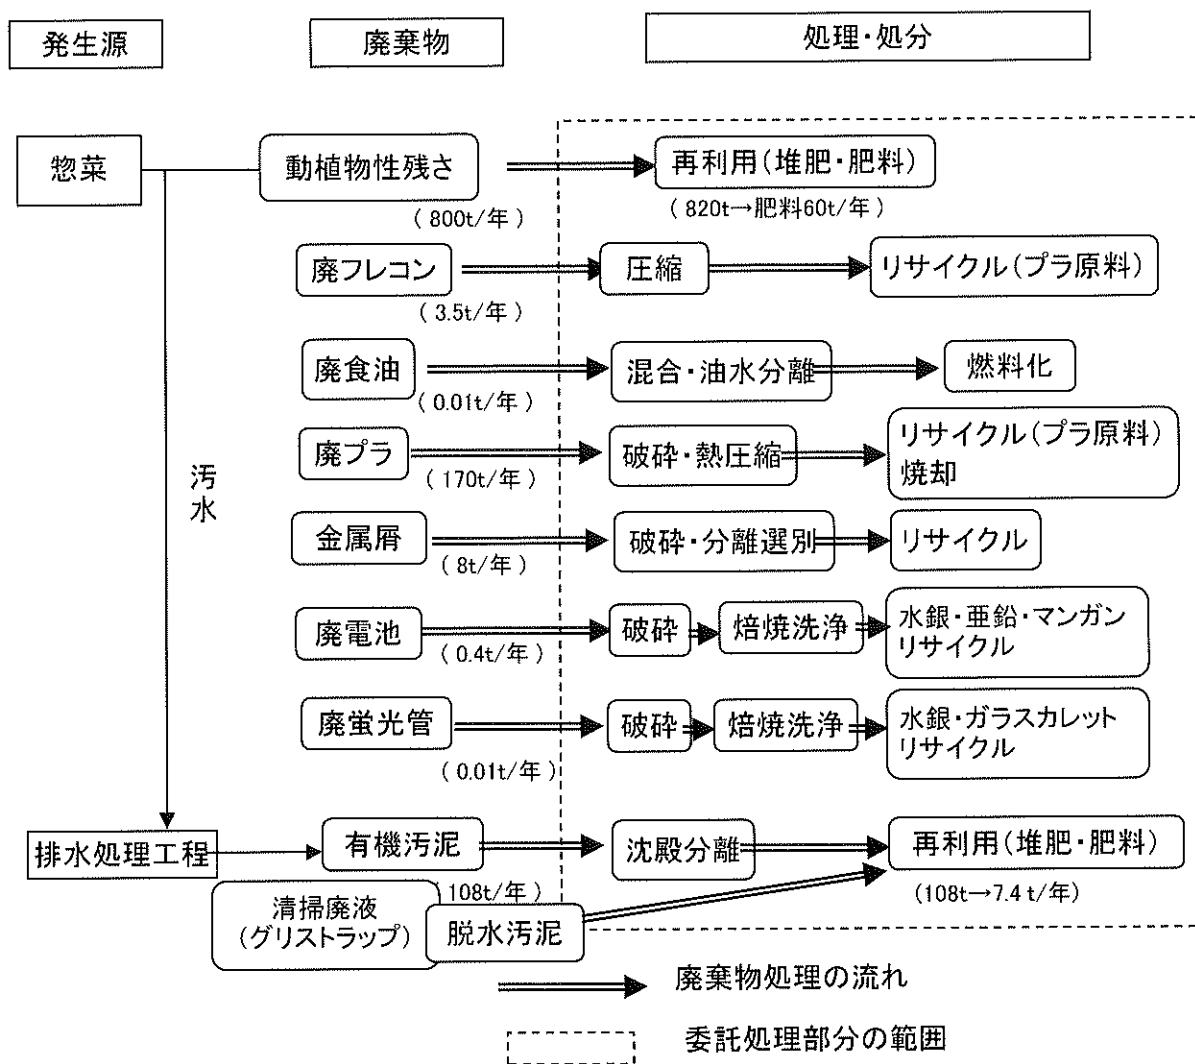 発生源
廃棄物
処理・処分
惣菜
動植物性残さ
再利用(堆肥・肥料)
( 800t/年 )
( 820t→肥料60t/年 )
廃フレコン
圧縮
リサイクル(プラ原料)
( 3.5t/年 )
廃食油
混合・油水分離
燃料化
( 0.01t/年 )
廃プラ
破砕・熱圧縮
リサイクル(プラ原料)
焼却
( 170t/年 )
汚水
金属屑
破砕・分離選別
リサイクル
( 8t/年 )
廃電池
破砕
焙焼洗浄
水銀・亜鉛・マンガン
リサイクル
( 0.4t/年 )
廃蛍光管
破砕
焙焼洗浄
水銀・ガラスカレット
リサイクル
( 0.01t/年 )
排水処理工程
有機汚泥
沈殿分離
再利用(堆肥・肥料)
108t/年 )
(108t→7.4 t/年)
清掃廃液
(グリストラップ)
脱水汚泥
廃棄物処理の流れ
委託処理部分の範囲